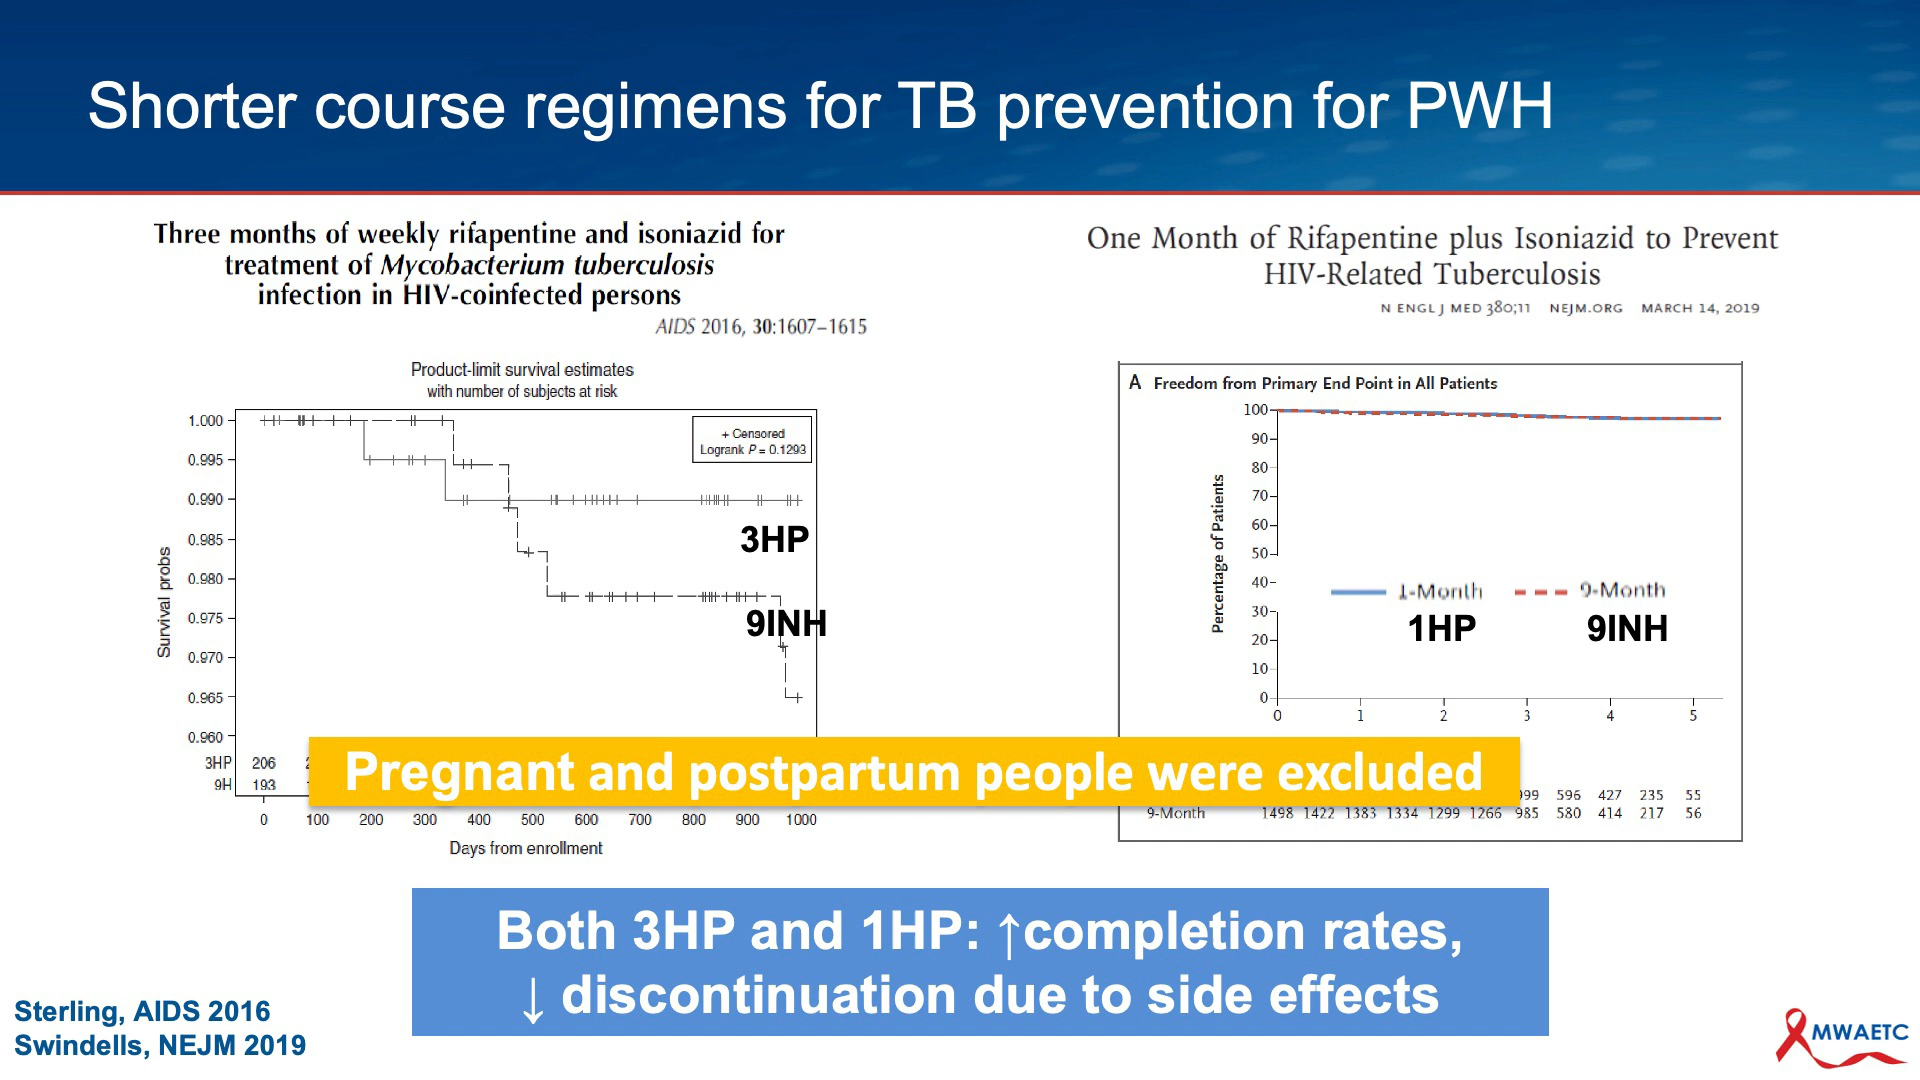 Shorter course regimens for TB prevention for PWH
Three months of weekly rifapentine and isoniazid for
treatment of Mycobacterium tuberculosis
infection in HIV-coinfected persons
AIDS 2016, 30:1607–1615
Product-limit survival estimates
with number of subjects at risk
+ Censored
Logrank P = 0.1293
Survival probs
1.000
0.995
0.990
0.985
0.980
0.975
0.970
0.965
0.960
3HP
9INH
3HP 206
9H 193
0 100 200 300 400 500 600 700 800 900 1000
Days from enrollment
One Month of Rifapentine plus Isoniazid to Prevent
HIV-Related Tuberculosis
N ENGL J MED 380;11 NEJM.ORG MARCH 14, 2019
A Freedom from Primary End Point in All Patients
Percentage of Patients
100
90
80
70
60
50
40
30
20
10
0
1-Month 9-Month
1HP 9INH
0 1 2 3 4 5
596 427 235 55
9-Month 1498 1422 1383 1334 1299 1266 985 580 414 217 56
Pregnant and postpartum people were excluded
Both 3HP and 1HP: ↑completion rates,
↓ discontinuation due to side effects
Sterling, AIDS 2016
Swindells, NEJM 2019
MWAETC